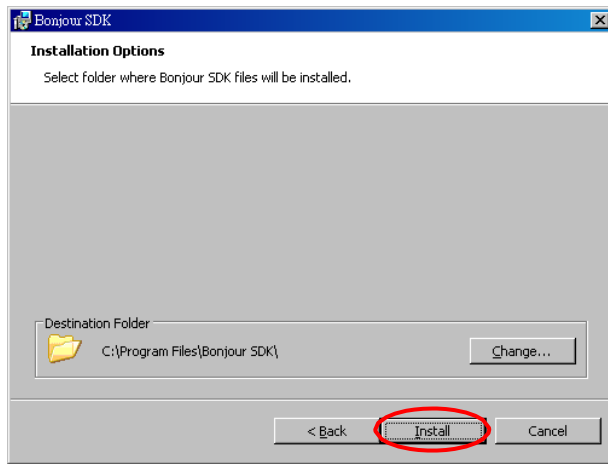 Bonjour SDK
Installation Options
Select folder where Bonjour SDK files will be installed.
Destination Folder
C:\Program Files\Bonjour SDK\
Change...
< Back
Install
Cancel